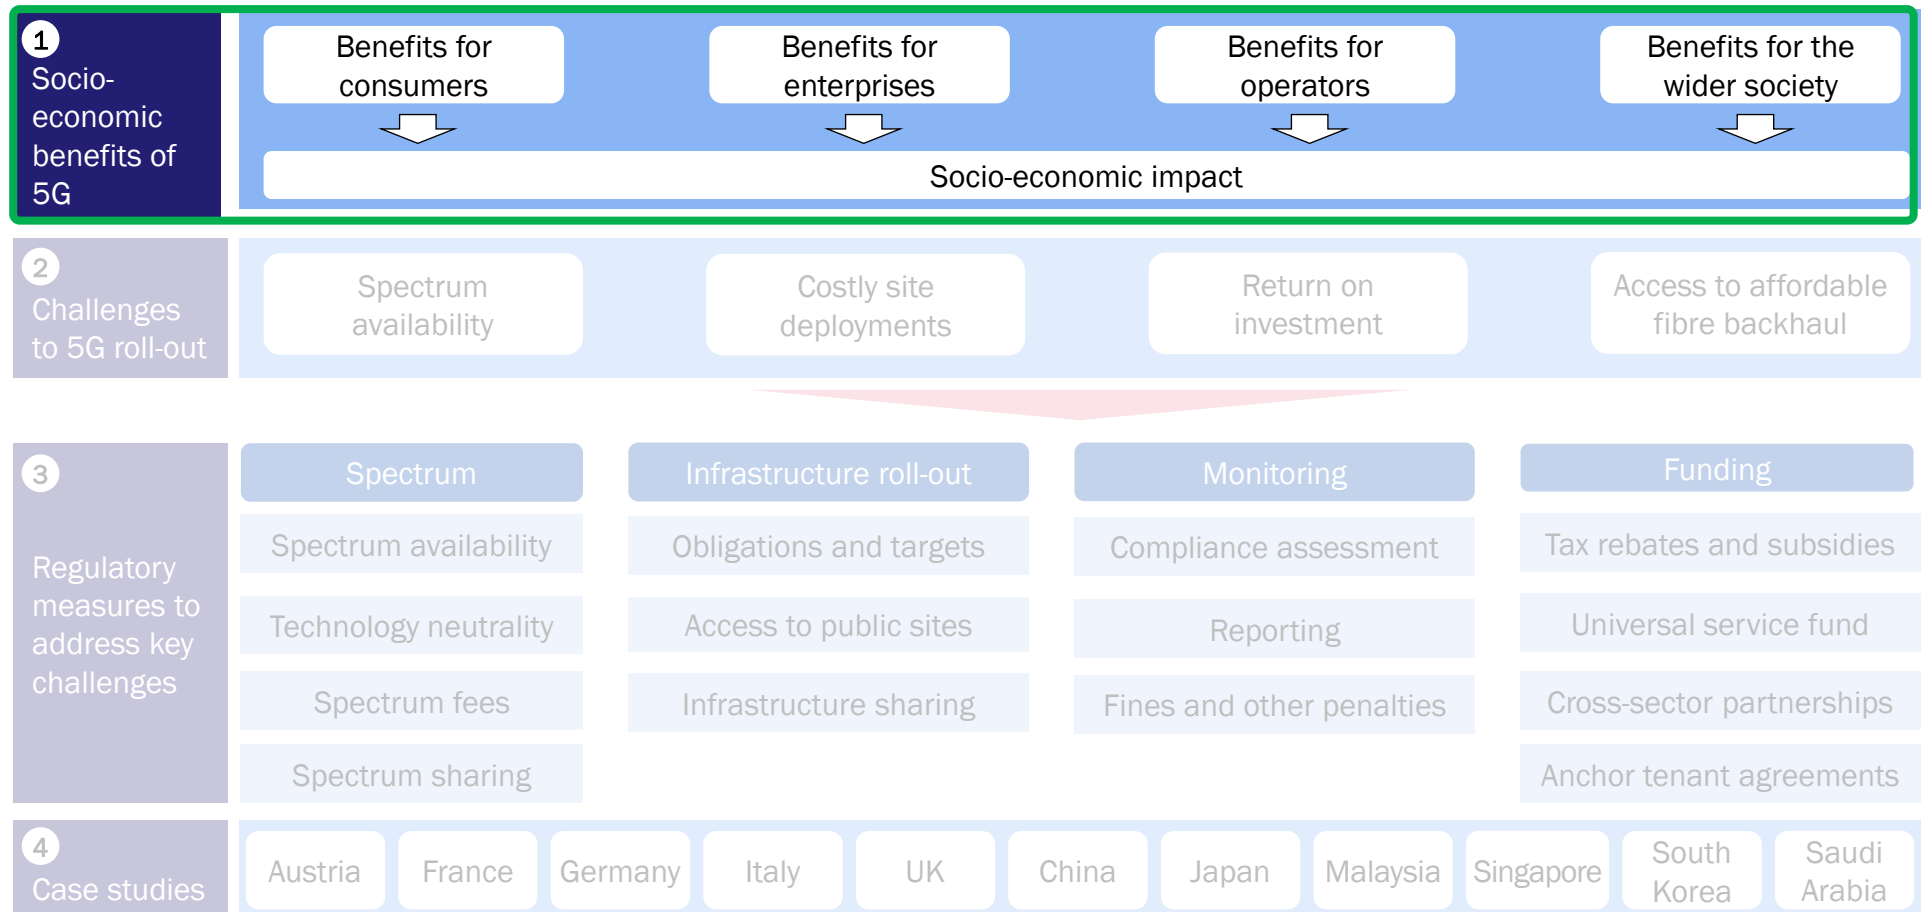 1
Socio-
economic
benefits of
5G
Benefits for
consumers
Benefits for
enterprises
Benefits for
operators
Benefits for the
wider society
Socio-economic impact
2
Challenges
to 5G roll-out
Spectrum
availability
Costly site
deployments
Return on
investment
Access to affordable
fibre backhaul
3
Regulatory
measures to
address key
challenges
Spectrum
Spectrum availability
Technology neutrality
Spectrum fees
Spectrum sharing
Infrastructure roll-out
Obligations and targets
Access to public sites
Infrastructure sharing
Monitoring
Compliance assessment
Reporting
Fines and other penalties
Funding
Tax rebates and subsidies
Universal service fund
Cross-sector partnerships
Anchor tenant agreements
4
Case studies
Austria
France
Germany
Italy
UK
China
Japan
Malaysia
Singapore
South
Korea
Saudi
Arabia